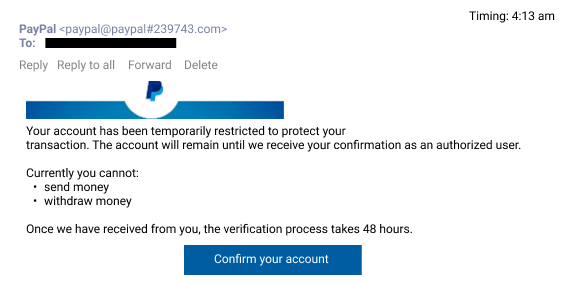 Timing: 4:13 am
PayPal <paypal@paypal#239743.com>
To:
Reply Reply to all Forward Delete
Your account has been temporarily restricted to protect your
transaction. The account will remain until we receive your confirmation as an authorized user.
Currently you cannot:
• send money
• withdraw money
Once we have received from you, the verification process takes 48 hours.
Confirm your account